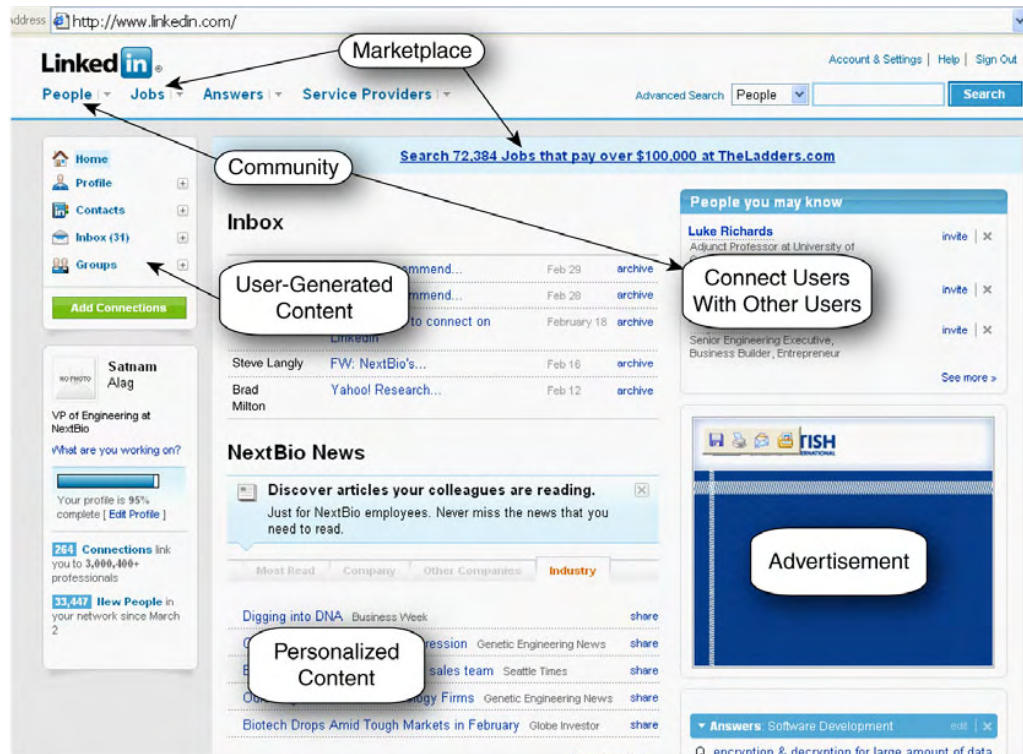 Address http://www.linkedin.com/
Linked in ®
Marketplace
Account & Settings | Help | Sign Out
People Jobs Answers Service Providers
Advanced Search People Search
Home
Profile
Contacts
Inbox (31)
Groups
Add Connections
Community
User-Generated
Content
Search 72,384 Jobs that pay over $100,000 at TheLadders.com
Inbox
mmend... Feb 29 archive
mmend... Feb 28 archive
to connect on February 18 archive
LinkedIn
Steve Langly FW: NextBio's... Feb 16 archive
Brad Yahoo! Research... Feb 12 archive
Milton
People you may know
Luke Richards invite
Adjunct Professor at University of
Connect Users
With Other Users
invite
invite
Senior Engineering Executive,
Business Builder, Entrepreneur
See more »
NO PHOTO
Satnam
Alag
VP of Engineering at
NextBio
What are you working on?
Your profile is 95%
complete [ Edit Profile ]
264 Connections link
you to 3,000,400+
professionals
33,447 New People in
your network since March
2
NextBio News
Discover articles your colleagues are reading.
Just for NextBio employees. Never miss the news that you
need to read.
Most Read Company Other Companies Industry
Digging into DNA Business Week share
ression Genetic Engineering News share
sales team Seattle Times share
ogy Firms Genetic Engineering News share
Biotech Drops Amid Tough Markets in February Globe Investor share
Personalized
Content
TISH
INTERNATIONAL
Advertisement
Answers: Software Development edit | x
Q encryption & decryption for large amount of data